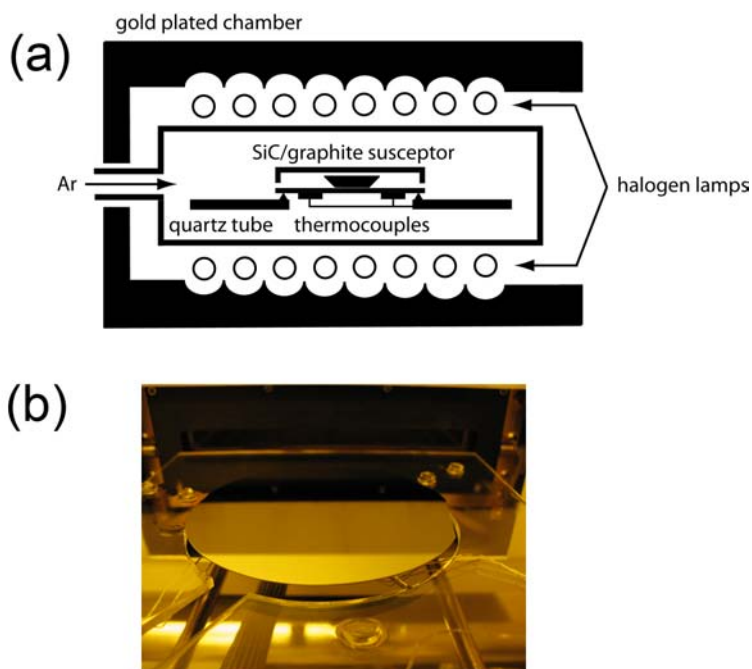 gold plated chamber
(a)
SiC/graphite susceptor
Ar
halogen lamps
quartz tube
thermocouples
(b)